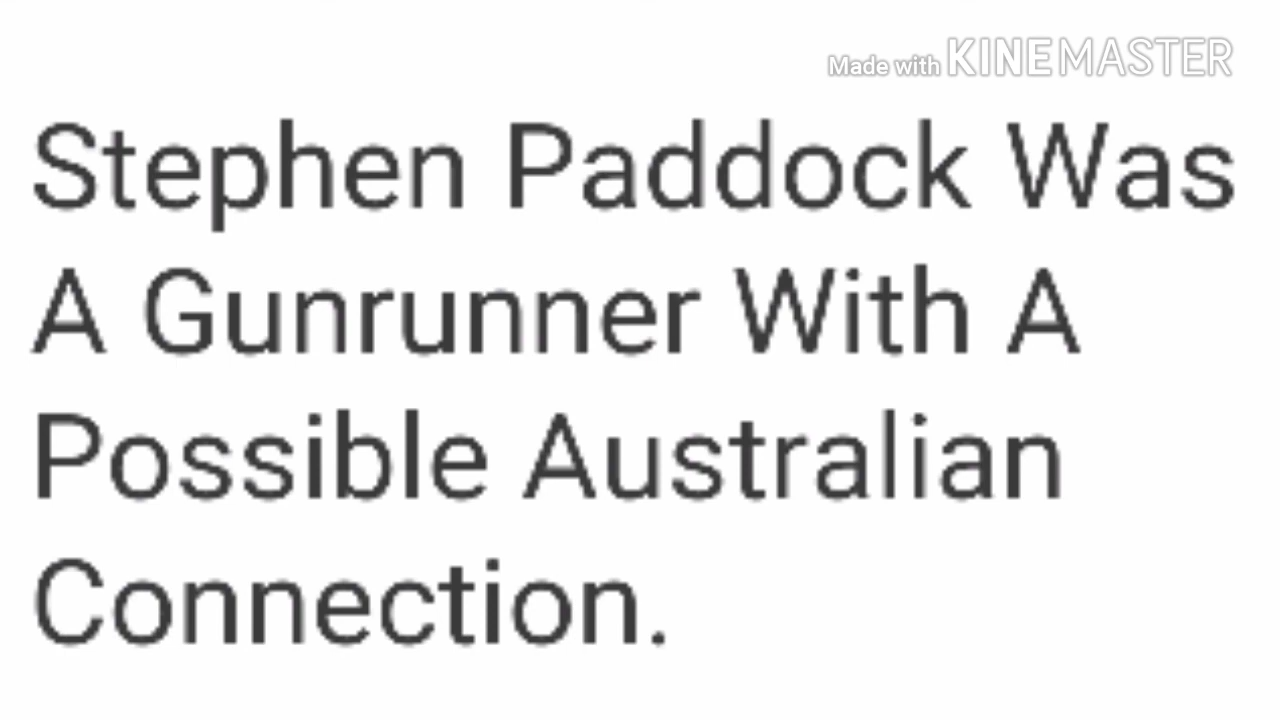 Made with KINEMASTER
Stephen Paddock Was
A Gunrunner With A
Possible Australian
Connection.